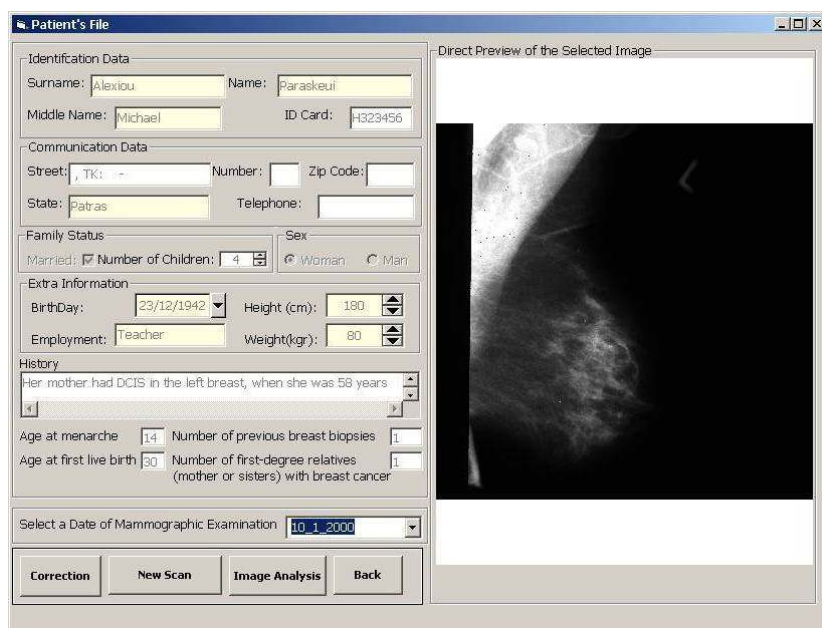 Patient's File
Direct Preview of the Selected Image
Identifcation Data
Surname: Alexiou Name: Paraskeui
Middle Name: Michael ID Card: H323456
Communication Data
Street: , TK: - Number: Zip Code:
State: Patras Telephone:
Family Status Sex
Married: Number of Children: 4 Woman Man
Extra Information
BirthDay: 23/12/1942 Height (cm): 180
Employment: Teacher Weight(kgr): 80
History
Her mother had DCIS in the left breast, when she was 58 years
Age at menarche 14 Number of previous breast biopsies 1
Age at first live birth 30 Number of first-degree relatives 1
(mother or sisters) with breast cancer
Select a Date of Mammographic Examination 10_1_2000
Correction New Scan Image Analysis Back